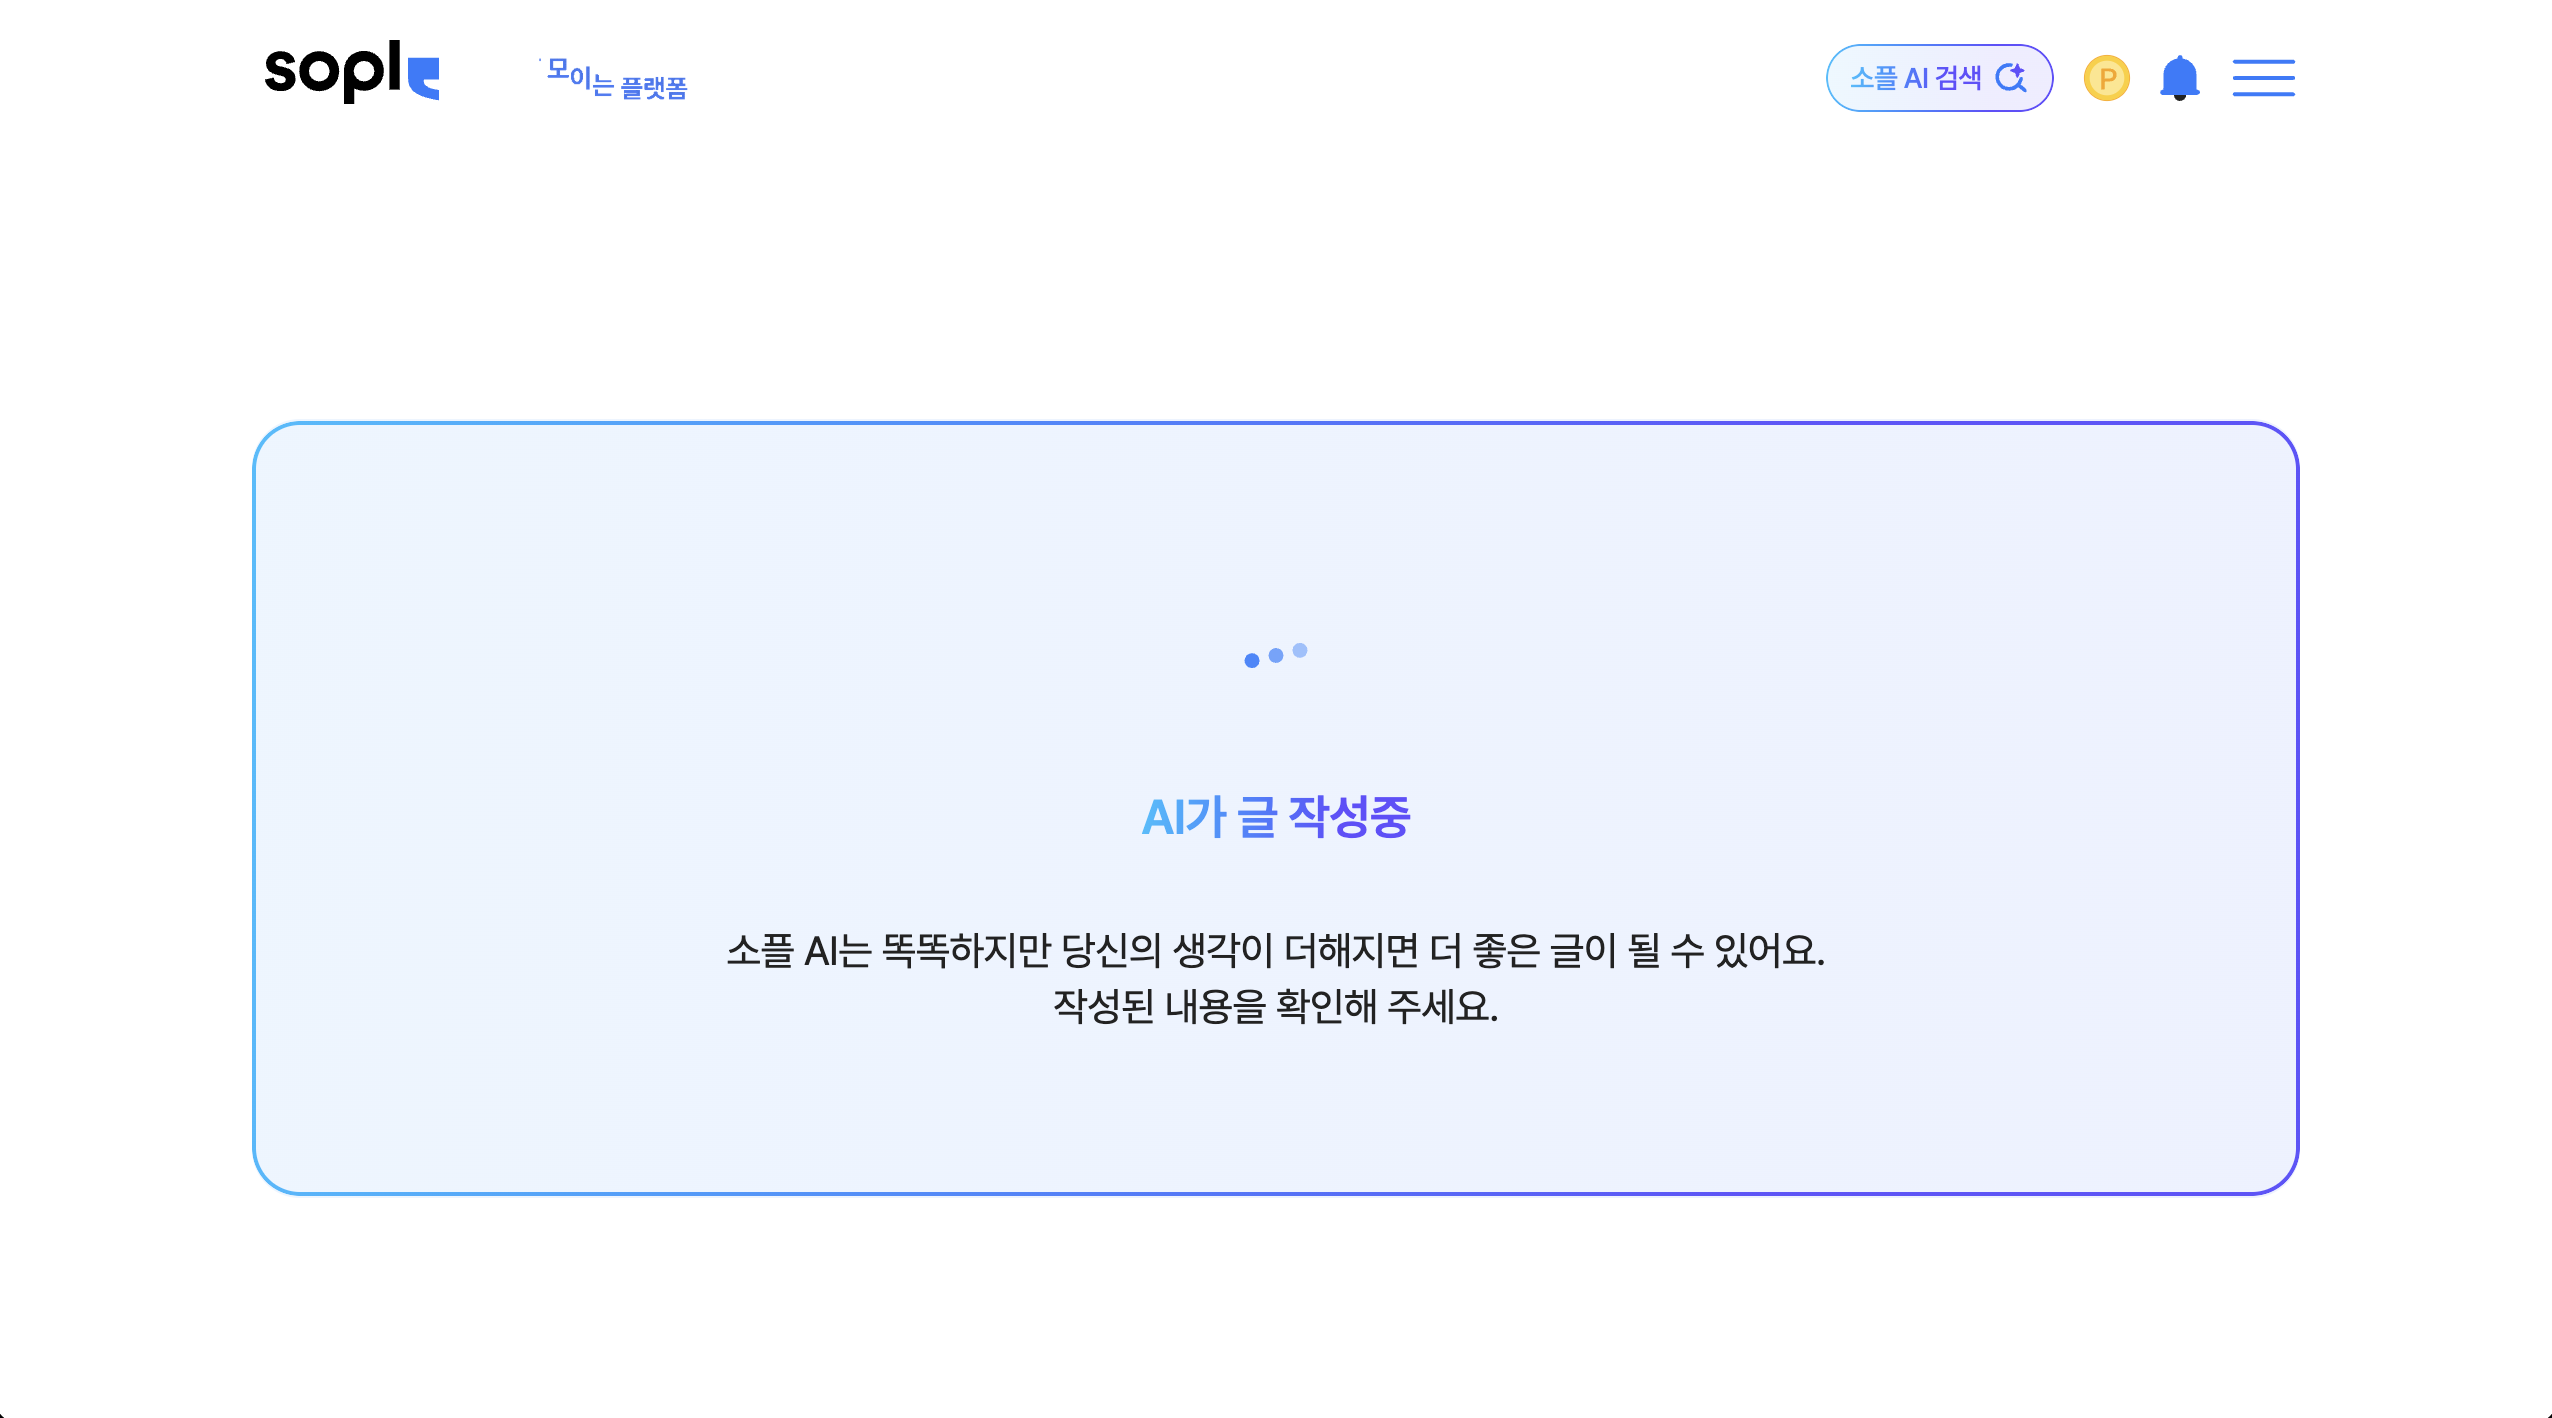 sople
모이는 플랫폼
소플 AI 검색
P
AI가 글 작성중
소플 AI는 똑똑하지만 당신의 생각이 더해지면 더 좋은 글이 될 수 있어요.
작성된 내용을 확인해 주세요.